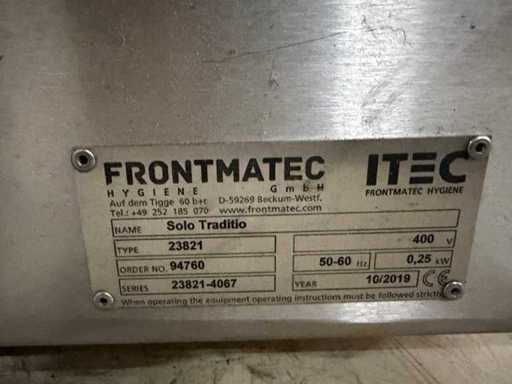 FRONTMATEC ITEC
HYGIENE GmbH FRONTMATEC HYGIENE
Auf dem Tigge 60 b+c D-59269 Beckum-Westf.
Tel.: +49 252 185 070 www.frontmatec.com
NAME Solo Traditio
TYPE 23821 400 V
ORDER NO. 94760 50-60 Hz 0,25 kW
SERIES 23821-4067 YEAR 10/2019 CE
When operating the equipment operating instructions must be followed strictly